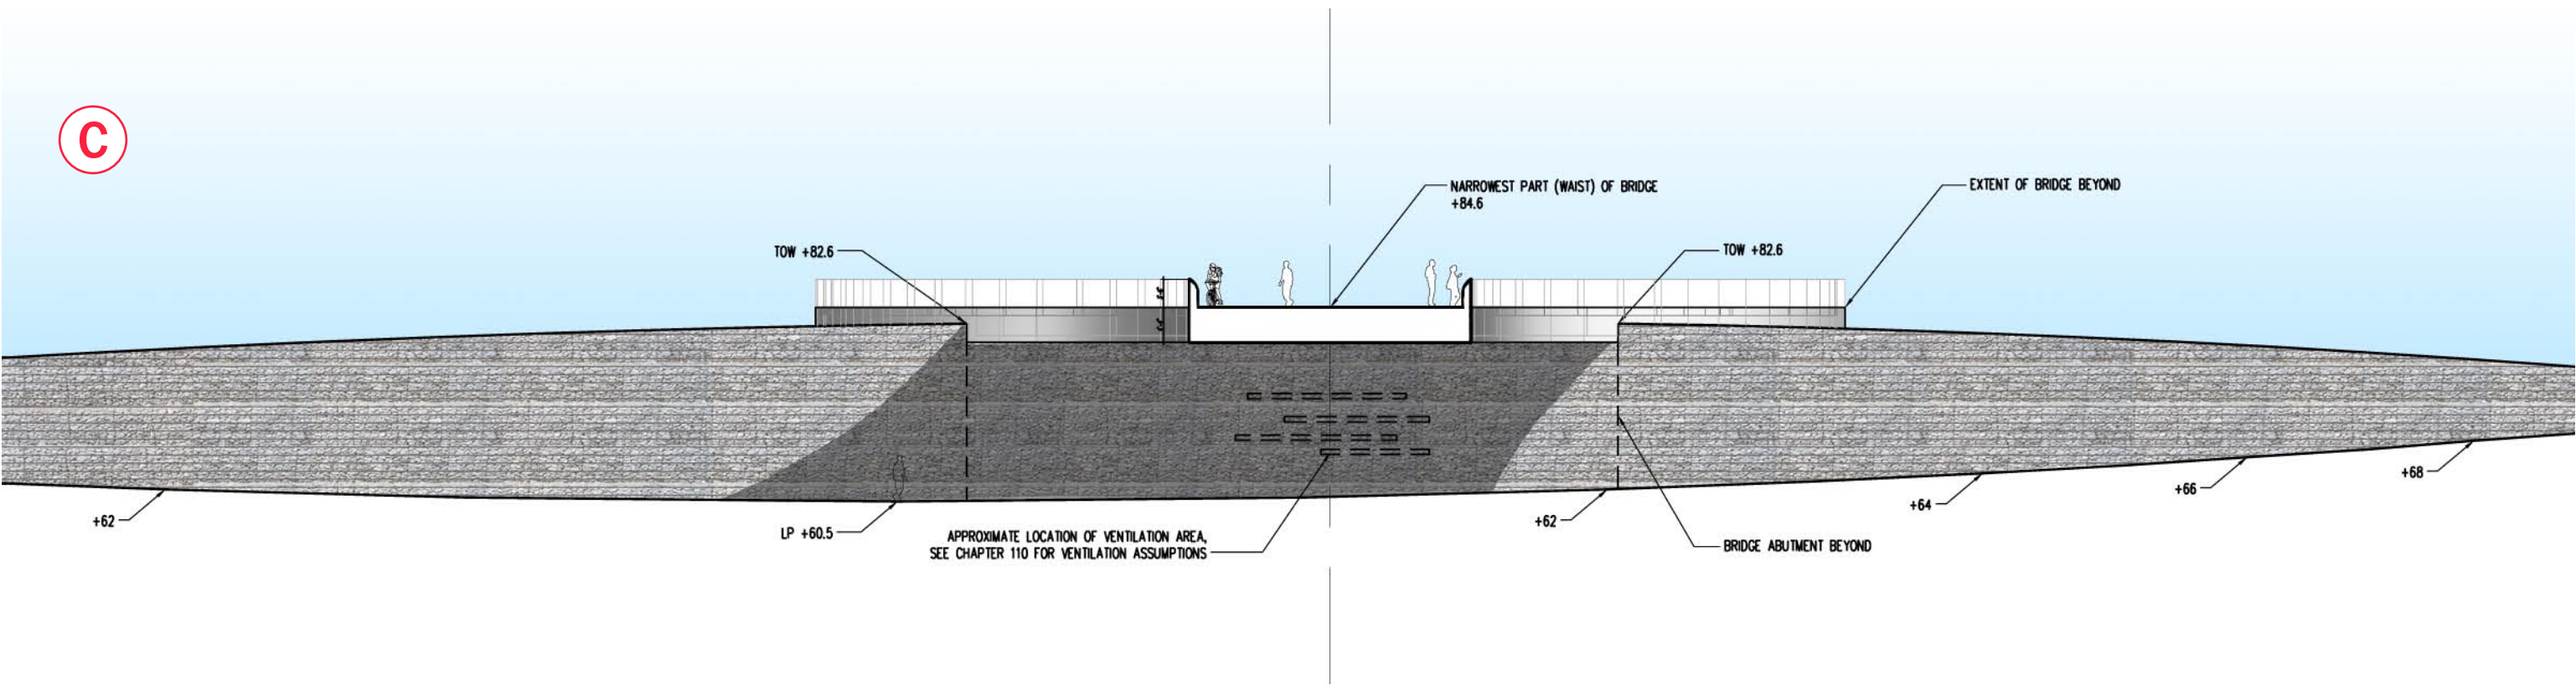 C
NARROWEST PART (WAIST) OF BRIDGE
+84.6
EXTENT OF BRIDGE BEYOND
TOW +82.6
TOW +82.6
+62
LP +60.5
APPROXIMATE LOCATION OF VENTILATION AREA,
SEE CHAPTER 110 FOR VENTILATION ASSUMPTIONS
+62
BRIDGE ABUTMENT BEYOND
+64
+66
+68